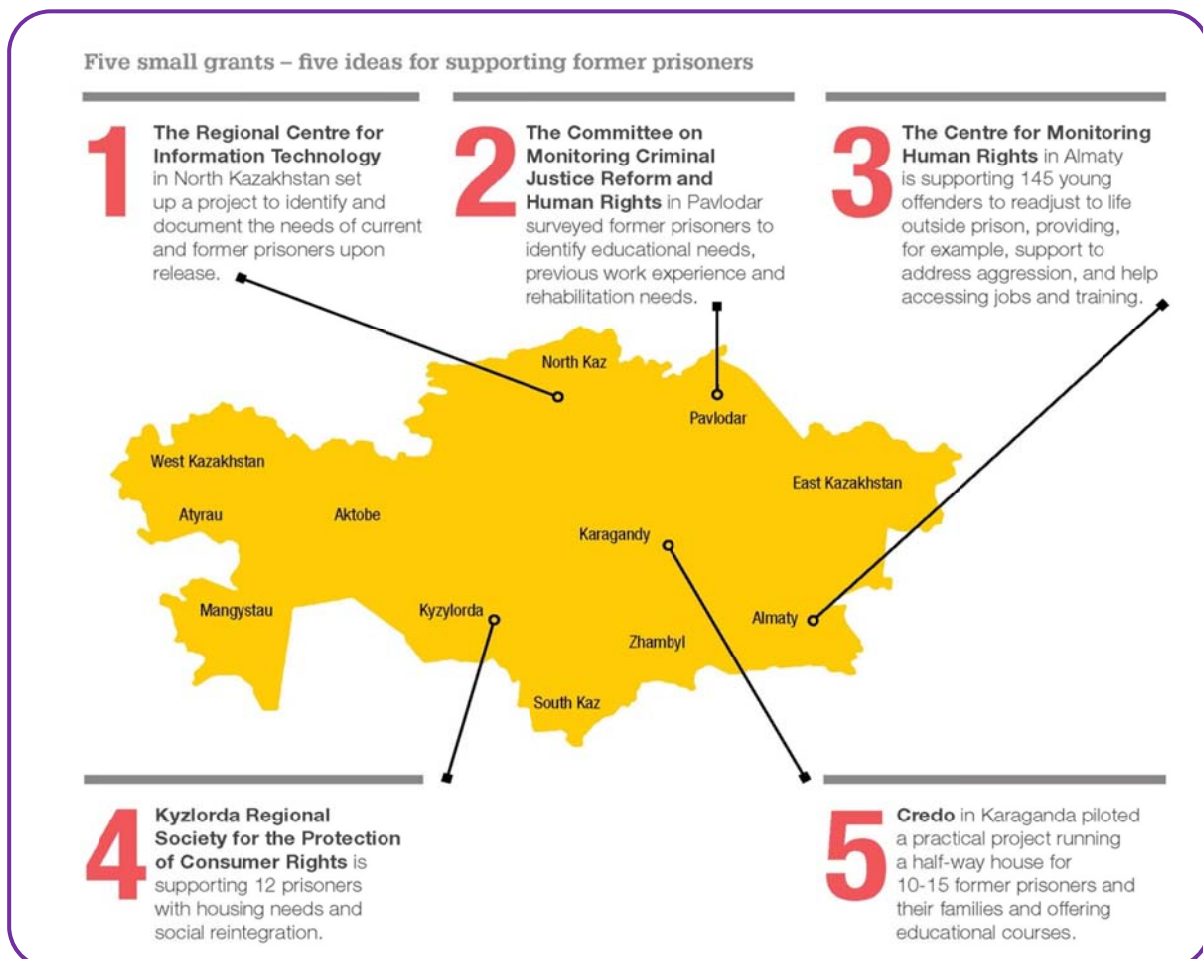 Five small grants – five ideas for supporting former prisoners
1
The Regional Centre for
Information Technology
in North Kazakhstan set
up a project to identify and
document the needs of current
and former prisoners upon
release.
2
The Committee on
Monitoring Criminal
Justice Reform and
Human Rights in Pavlodar
surveyed former prisoners to
identify educational needs,
previous work experience and
rehabilitation needs.
3
The Centre for Monitoring
Human Rights in Almaty
is supporting 145 young
offenders to readjust to life
outside prison, providing,
for example, support to
address aggression, and help
accessing jobs and training.
North Kaz
Pavlodar
West Kazakhstan
East Kazakhstan
Atyrau
Aktobe
Karagandy
Mangystau
Kyzylorda
Almaty
Zhambyl
South Kaz
4
Kyzlorda Regional
Society for the Protection
of Consumer Rights is
supporting 12 prisoners
with housing needs and
social reintegration.
5
Credo in Karaganda piloted
a practical project running
a half-way house for
10-15 former prisoners and
their families and offering
educational courses.